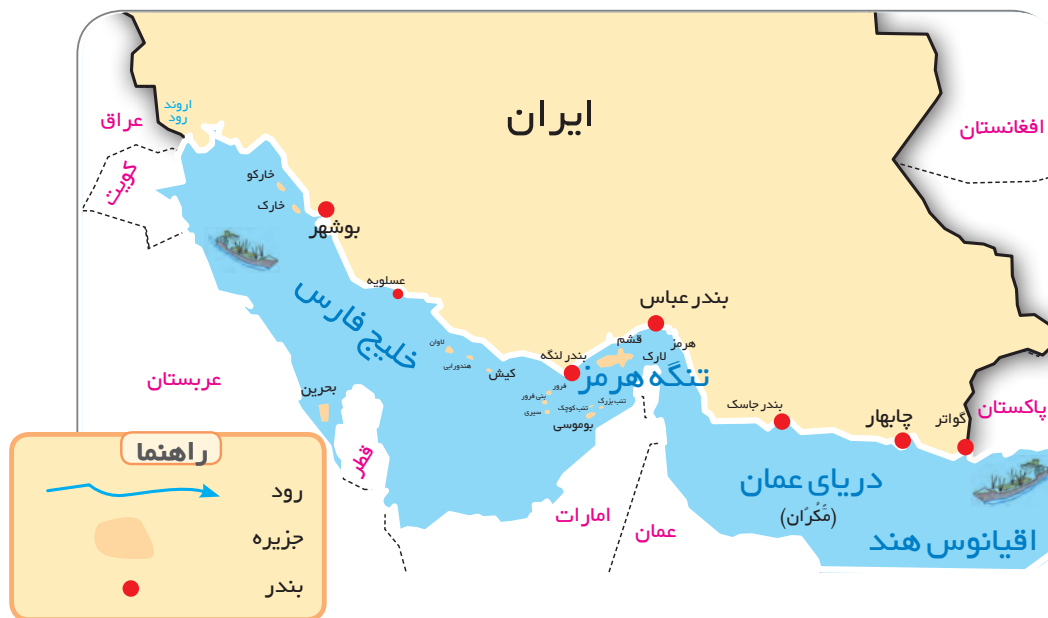 ایران
افغانستان
عراق
اروند
رود
کویت
خارکو
خارک
بوشهر
عسلویه
خلیج فارس
بندر عباس
هرمز
قشم
لارک
بندر لنگه
تنگه هرمز
لاوان
هندورابی
کیش
فرور
بنی فرور
سیری
تنب بزرگ
تنب کوچک
بوموسی
بندر جاسک
چابهار
گواتر
پاکستان
عربستان
بحرین
قطر
امارات
عمان
دریای عمان
(مَکُران)
اقیانوس هند
راهنما
رود
جزیره
بندر